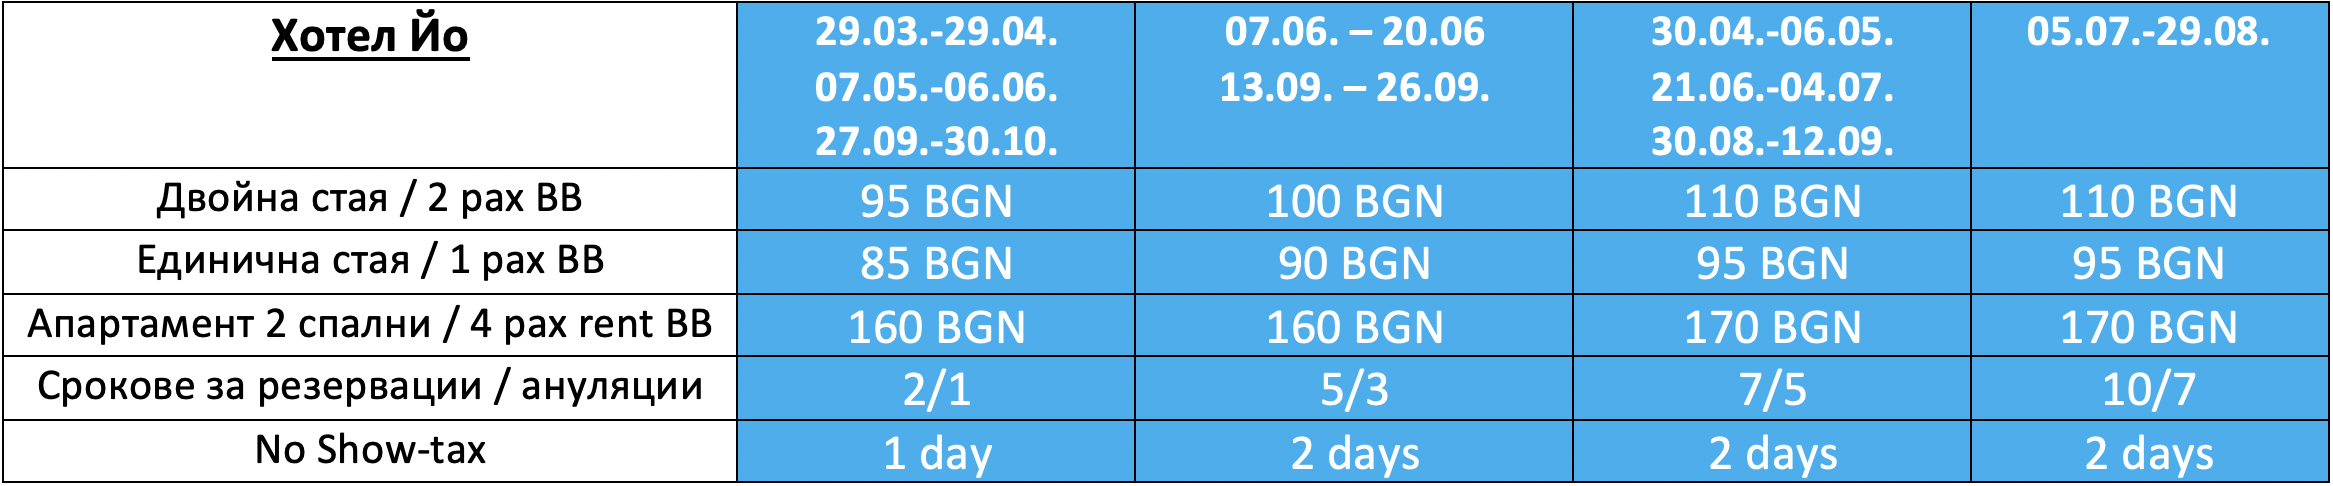 Хотел Йо
29.03.-29.04.
07.05.-06.06.
27.09.-30.10.
07.06. – 20.06
13.09. – 26.09.
30.04.-06.05.
21.06.-04.07.
30.08.-12.09.
05.07.-29.08.
Двойна стая / 2 pax BB 95 BGN 100 BGN 110 BGN 110 BGN
Единична стая / 1 pax BB 85 BGN 90 BGN 95 BGN 95 BGN
Апартамент 2 спални / 4 pax rent BB 160 BGN 160 BGN 170 BGN 170 BGN
Срокове за резервации / ануляции 2/1 5/3 7/5 10/7
No Show-tax 1 day 2 days 2 days 2 days